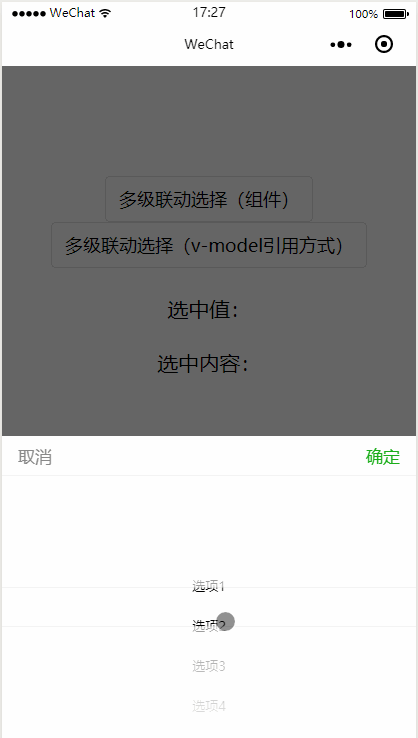 ●●●●● WeChat 17:27 100%
WeChat
多级联动选择（组件）
多级联动选择（v-model引用方式）
选中值：
选中内容：
取消 确定
选项1
选项2
选项3
选项4